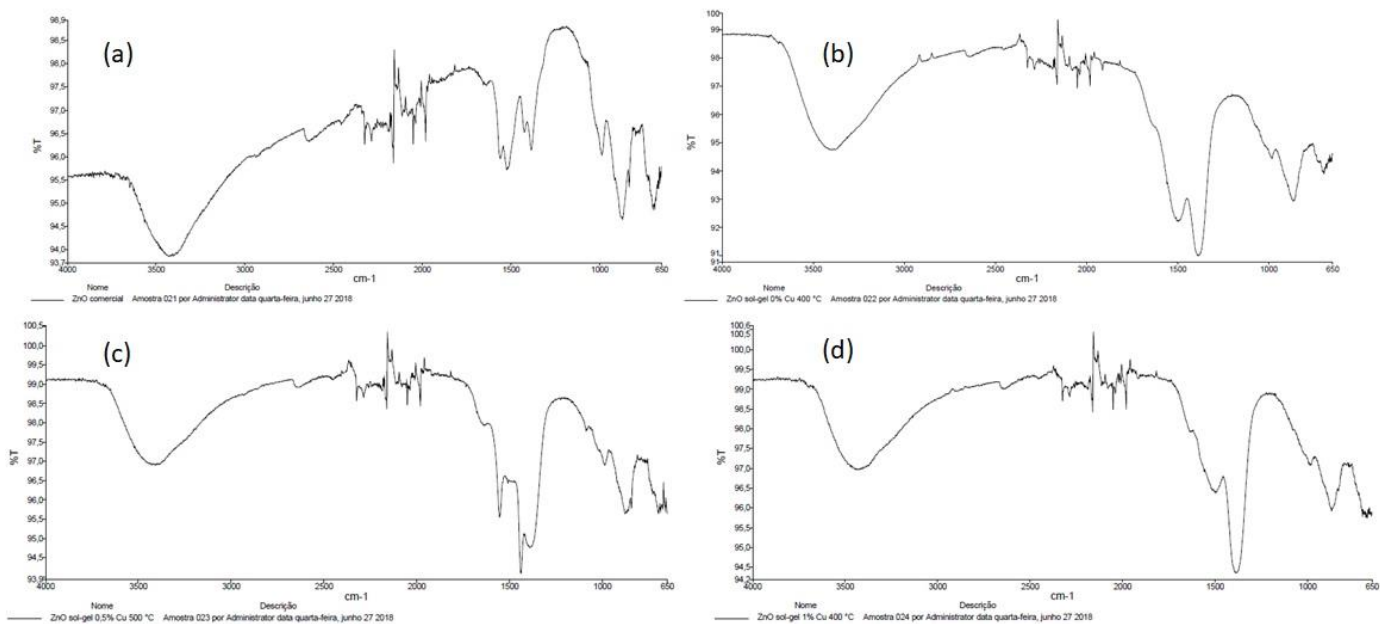 (a)
98,9
98,5
98,0
97,5
97,0
96,5
96,0
95,5
95,0
94,5
94,0
93,7
%T
4000 3500 3000 2500 2000 1500 1000 650
cm-1
Nome Descrição
ZnO comercial Amostra 021 por Administrator data quarta-feira, junho 27 2018
(b)
100
99
98
97
96
95
94
93
92
91
91
%T
4000 3500 3000 2500 2000 1500 1000 650
cm-1
Nome Descrição
ZnO sol-gel 0% Cu 400 °C Amostra 022 por Administrator data quarta-feira, junho 27 2018
(c)
100,5
100,0
99,5
99,0
98,5
98,0
97,5
97,0
96,5
96,0
95,5
95,0
94,5
93,9
%T
4000 3500 3000 2500 2000 1500 1000 650
cm-1
Nome Descrição
ZnO sol-gel 0,5% Cu 500 °C Amostra 023 por Administrator data quarta-feira, junho 27 2018
(d)
100,6
100,5
100,0
99,5
99,0
98,5
98,0
97,5
97,0
96,5
96,0
95,5
95,0
94,5
94,2
%T
4000 3500 3000 2500 2000 1500 1000 650
cm-1
Nome Descrição
ZnO sol-gel 1% Cu 400 °C Amostra 024 por Administrator data quarta-feira, junho 27 2018